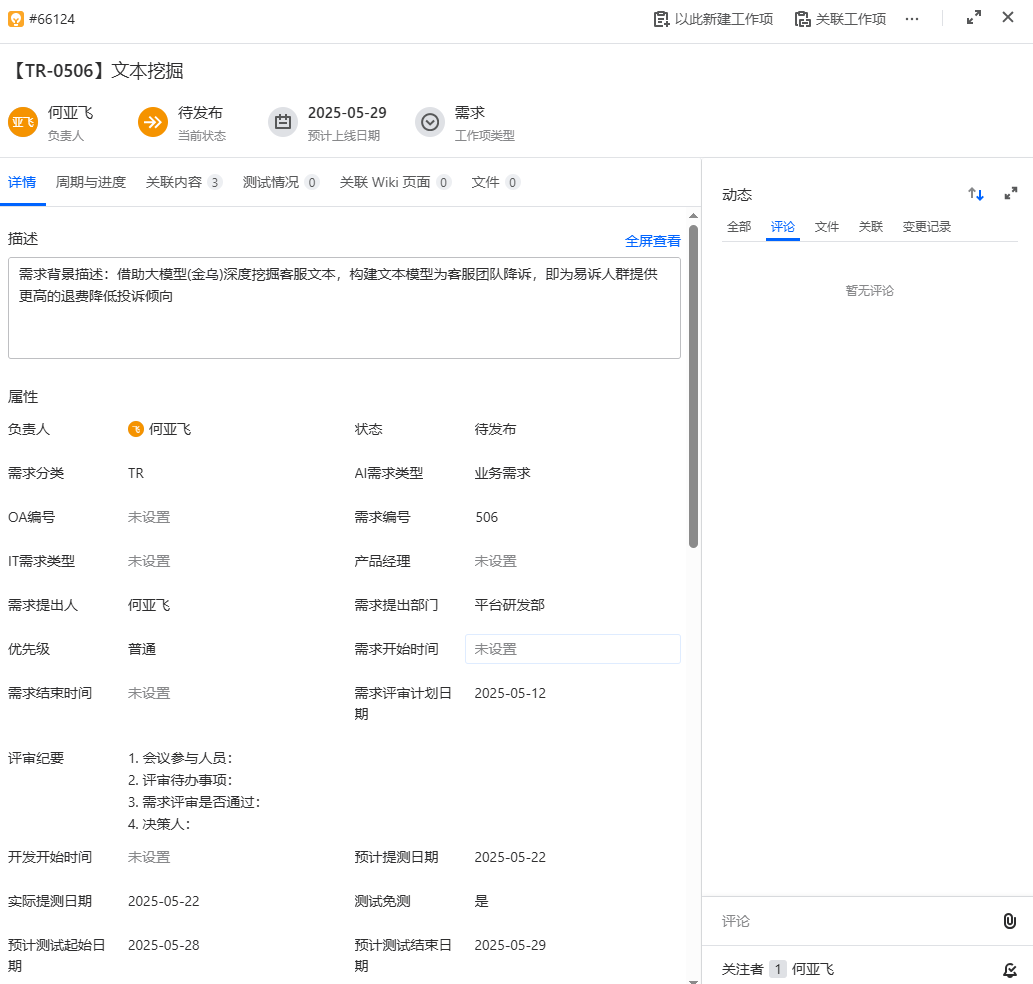 #66124
以此新建工作项
关联工作项
【TR-0506】文本挖掘
亚飞
何亚飞
负责人
待发布
当前状态
2025-05-29
预计上线日期
需求
工作项类型
详情
周期与进度
关联内容 3
测试情况 0
关联 Wiki 页面 0
文件 0
描述
全屏查看
需求背景描述：借助大模型(金乌)深度挖掘客服文本，构建文本模型为客服团队降诉，即为易诉人群提供
更高的退费降低投诉倾向
属性
负责人 飞 何亚飞 状态 待发布
需求分类 TR AI需求类型 业务需求
OA编号 未设置 需求编号 506
IT需求类型 未设置 产品经理 未设置
需求提出人 何亚飞 需求提出部门 平台研发部
优先级 普通 需求开始时间 未设置
需求结束时间 未设置 需求评审计划日 2025-05-12
期
评审纪要 1. 会议参与人员：
2. 评审待办事项：
3. 需求评审是否通过：
4. 决策人：
开发开始时间 未设置 预计提测日期 2025-05-22
实际提测日期 2025-05-22 测试免测 是
预计测试起始日 2025-05-28 预计测试结束日 2025-05-29
期 期
动态
全部 评论 文件 关联 变更记录
暂无评论
评论
关注者 1 何亚飞